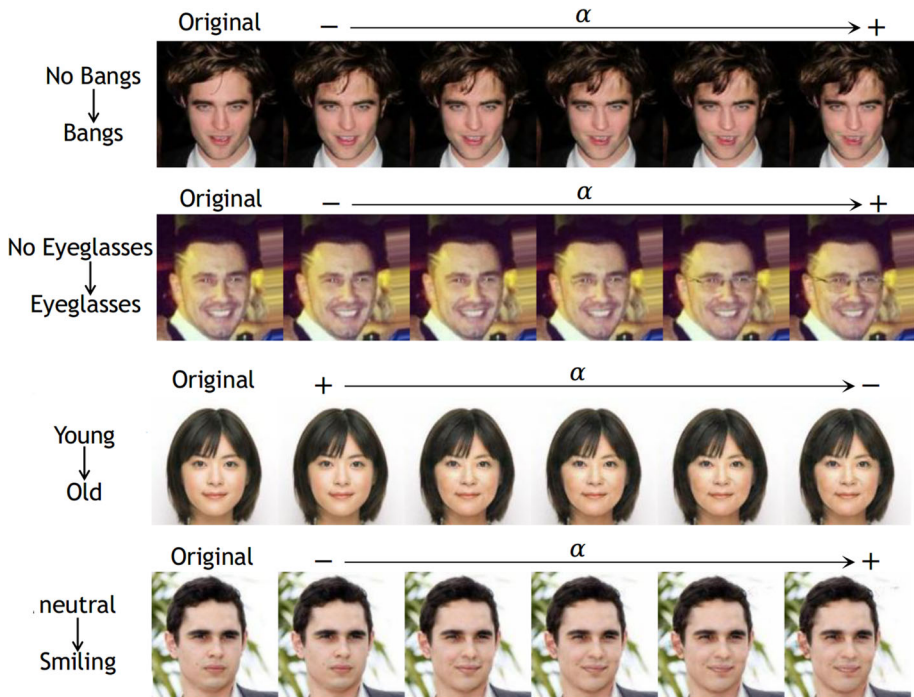 Original − α +
No Bangs
Bangs
Original − α +
No Eyeglasses
Eyeglasses
Original + α −
Young
Old
Original − α +
neutral
Smiling